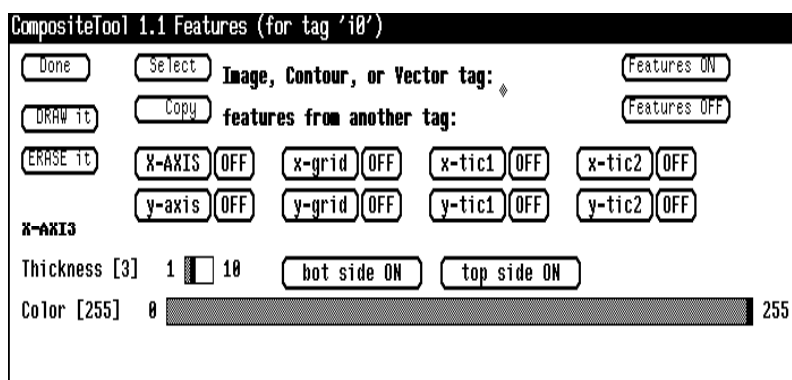 CompositeTool 1.1 Features (for tag 'i0')
Done Select Image, Contour, or Vector tag: Features ON
DRAW it Copy features from another tag: Features OFF
ERASE it X-AXIS OFF x-grid OFF x-tic1 OFF x-tic2 OFF
y-axis OFF y-grid OFF y-tic1 OFF y-tic2 OFF
X-AXIS
Thickness [3] 1 10 bot side ON top side ON
Color [255] 0 255